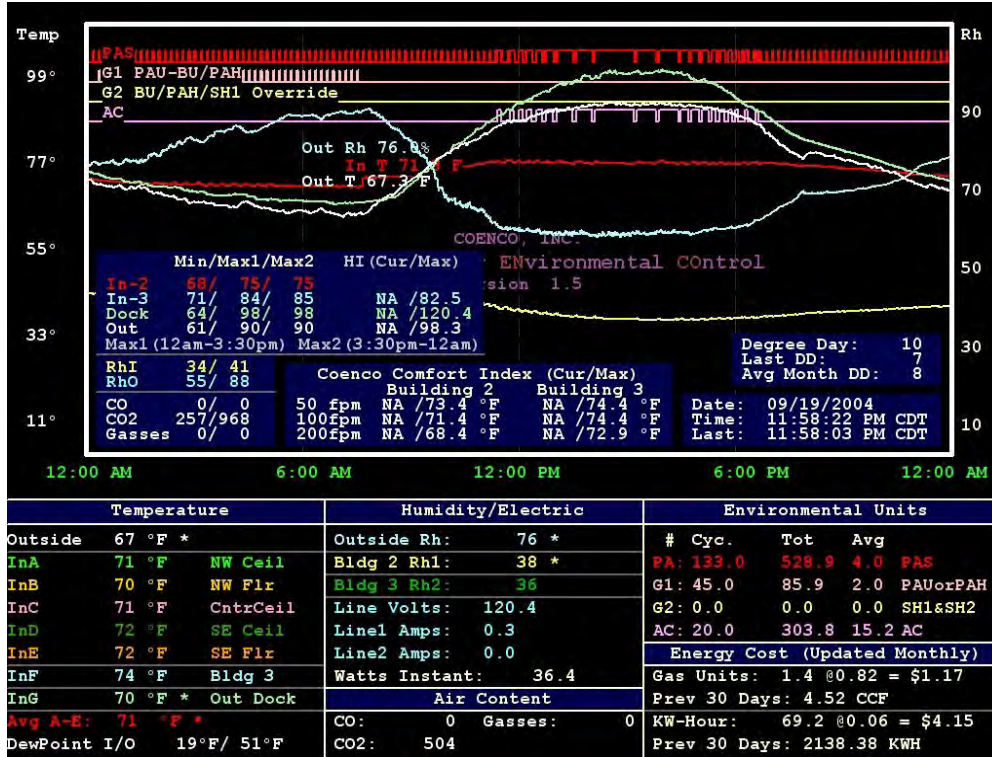 Temp
Rh
PAS
99°
G1 PAU-BU/PAH
G2 BU/PAH/SH1 Override
AC
90
Out Rh 76.0%
77°
In T 71. F
Out T 67.3 F
70
COENCO, INC.
55°
ENvironmental COntrol
50
sion 1.5
Min/Max1/Max2 HI(Cur/Max)
In-2 68/ 75/ 75
In-3 71/ 84/ 85 NA /82.5
Dock 64/ 98/ 98 NA /120.4
Out 61/ 90/ 90 NA /98.3
Max1(12am-3:30pm) Max2(3:30pm-12am)
33°
30
Degree Day: 10
Last DD: 7
Avg Month DD: 8
RhI 34/ 41
RhO 55/ 88
CO 0/ 0
CO2 257/968
Gasses 0/ 0
Coenco Comfort Index (Cur/Max)
Building 2 Building 3
50 fpm NA /73.4 °F NA /74.4 °F
100fpm NA /71.4 °F NA /74.4 °F
200fpm NA /68.4 °F NA /72.9 °F
Date: 09/19/2004
Time: 11:58:22 PM CDT
Last: 11:58:03 PM CDT
11°
10
12:00 AM 6:00 AM 12:00 PM 6:00 PM 12:00 AM
Temperature
Outside 67 °F *
InA 71 °F NW Ceil
InB 70 °F NW Flr
InC 71 °F CntrCeil
InD 72 °F SE Ceil
InE 72 °F SE Flr
InF 74 °F Bldg 3
InG 70 °F * Out Dock
Avg A-E: 71 °F *
DewPoint I/O 19°F/ 51°F
Humidity/Electric
Outside Rh: 76 *
Bldg 2 Rh1: 38 *
Bldg 3 Rh2: 36
Line Volts: 120.4
Line1 Amps: 0.3
Line2 Amps: 0.0
Watts Instant: 36.4
Air Content
CO: 0 Gasses: 0
CO2: 504
Environmental Units
# Cyc. Tot Avg
PA: 133.0 528.9 4.0 PAS
G1: 45.0 85.9 2.0 PAUorPAH
G2: 0.0 0.0 0.0 SH1&SH2
AC: 20.0 303.8 15.2 AC
Energy Cost (Updated Monthly)
Gas Units: 1.4 @0.82 = $1.17
Prev 30 Days: 4.52 CCF
KW-Hour: 69.2 @0.06 = $4.15
Prev 30 Days: 2138.38 KWH